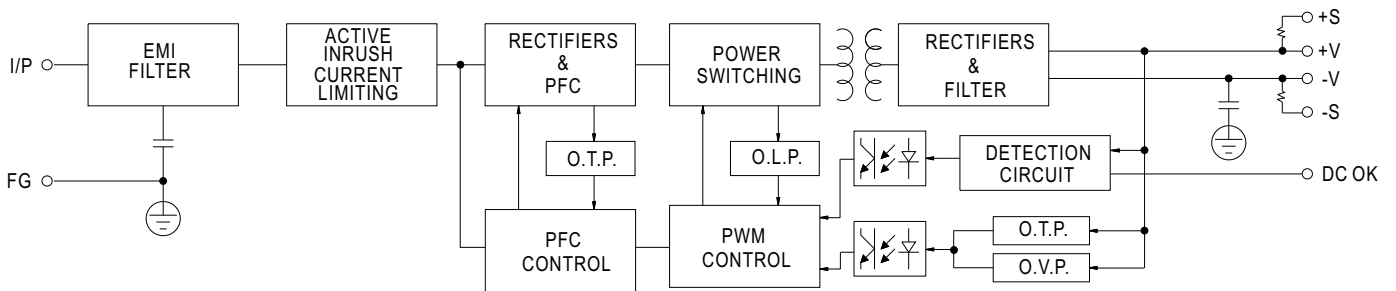 I/P
EMI
FILTER
ACTIVE
INRUSH
CURRENT
LIMITING
RECTIFIERS
&
PFC
POWER
SWITCHING
RECTIFIERS
&
FILTER
+S
+V
-V
-S
O.T.P.
O.L.P.
DETECTION
CIRCUIT
DC OK
FG
PFC
CONTROL
PWM
CONTROL
O.T.P.
O.V.P.